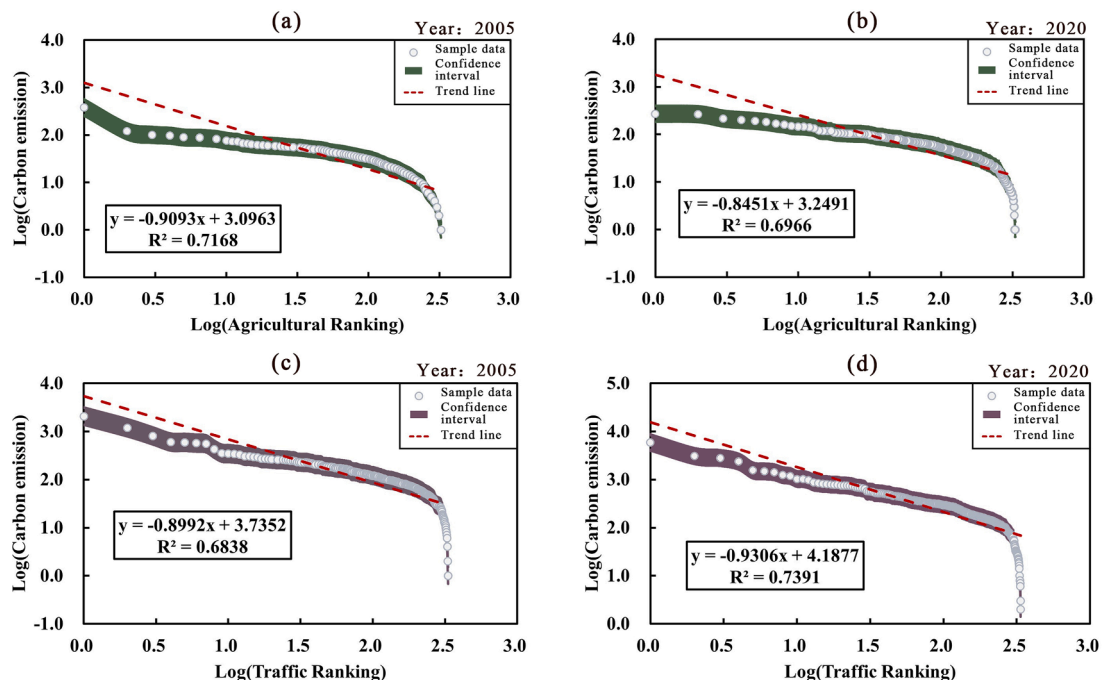 (a)
Year: 2005
4.0
3.0
2.0
1.0
0.0
-1.0
Log(Carbon emission)
Sample data
Confidence
interval
Trend line
y = -0.9093x + 3.0963
R² = 0.7168
0.0 0.5 1.0 1.5 2.0 2.5 3.0
Log(Agricultural Ranking)
(b)
Year: 2020
4.0
3.0
2.0
1.0
0.0
-1.0
Log(Carbon emission)
Sample data
Confidence
interval
Trend line
y = -0.8451x + 3.2491
R² = 0.6966
0.0 0.5 1.0 1.5 2.0 2.5 3.0
Log(Agricultural Ranking)
(c)
Year: 2005
4.0
3.0
2.0
1.0
0.0
-1.0
Log(Carbon emission)
Sample data
Confidence
interval
Trend line
y = -0.8992x + 3.7352
R² = 0.6838
0.0 0.5 1.0 1.5 2.0 2.5 3.0
Log(Traffic Ranking)
(d)
Year: 2020
5.0
4.0
3.0
2.0
1.0
0.0
Log(Carbon emission)
Sample data
Confidence
interval
Trend line
y = -0.9306x + 4.1877
R² = 0.7391
0.0 0.5 1.0 1.5 2.0 2.5 3.0
Log(Traffic Ranking)